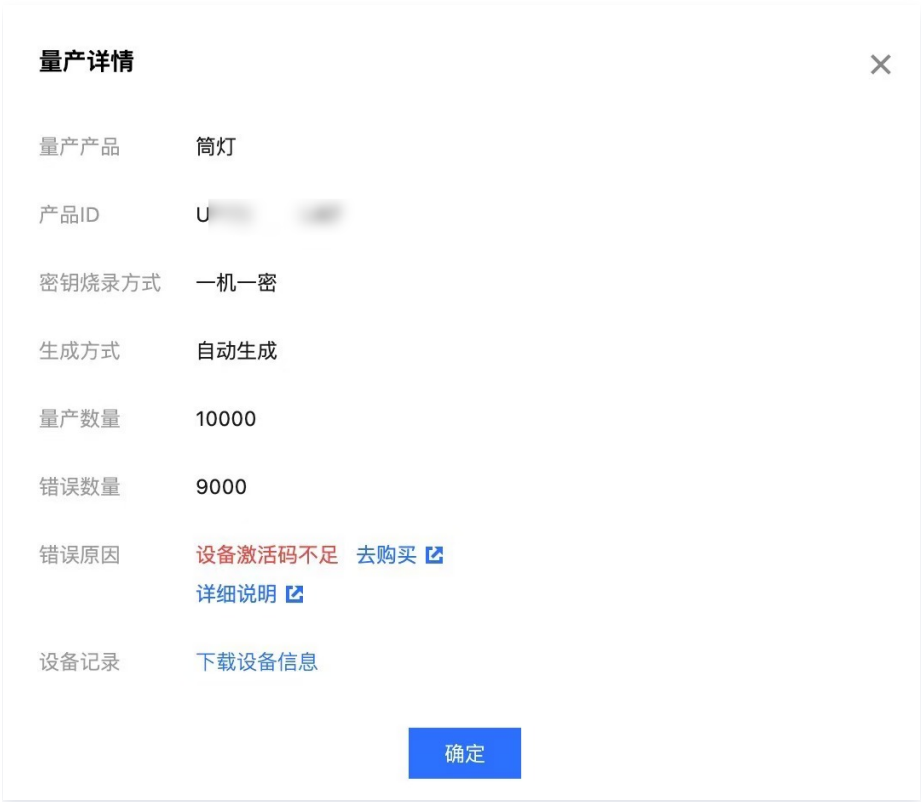 量产详情
量产产品 筒灯
产品ID U
密钥烧录方式 一机一密
生成方式 自动生成
量产数量 10000
错误数量 9000
错误原因 设备激活码不足 去购买
详细说明
设备记录 下载设备信息
确定